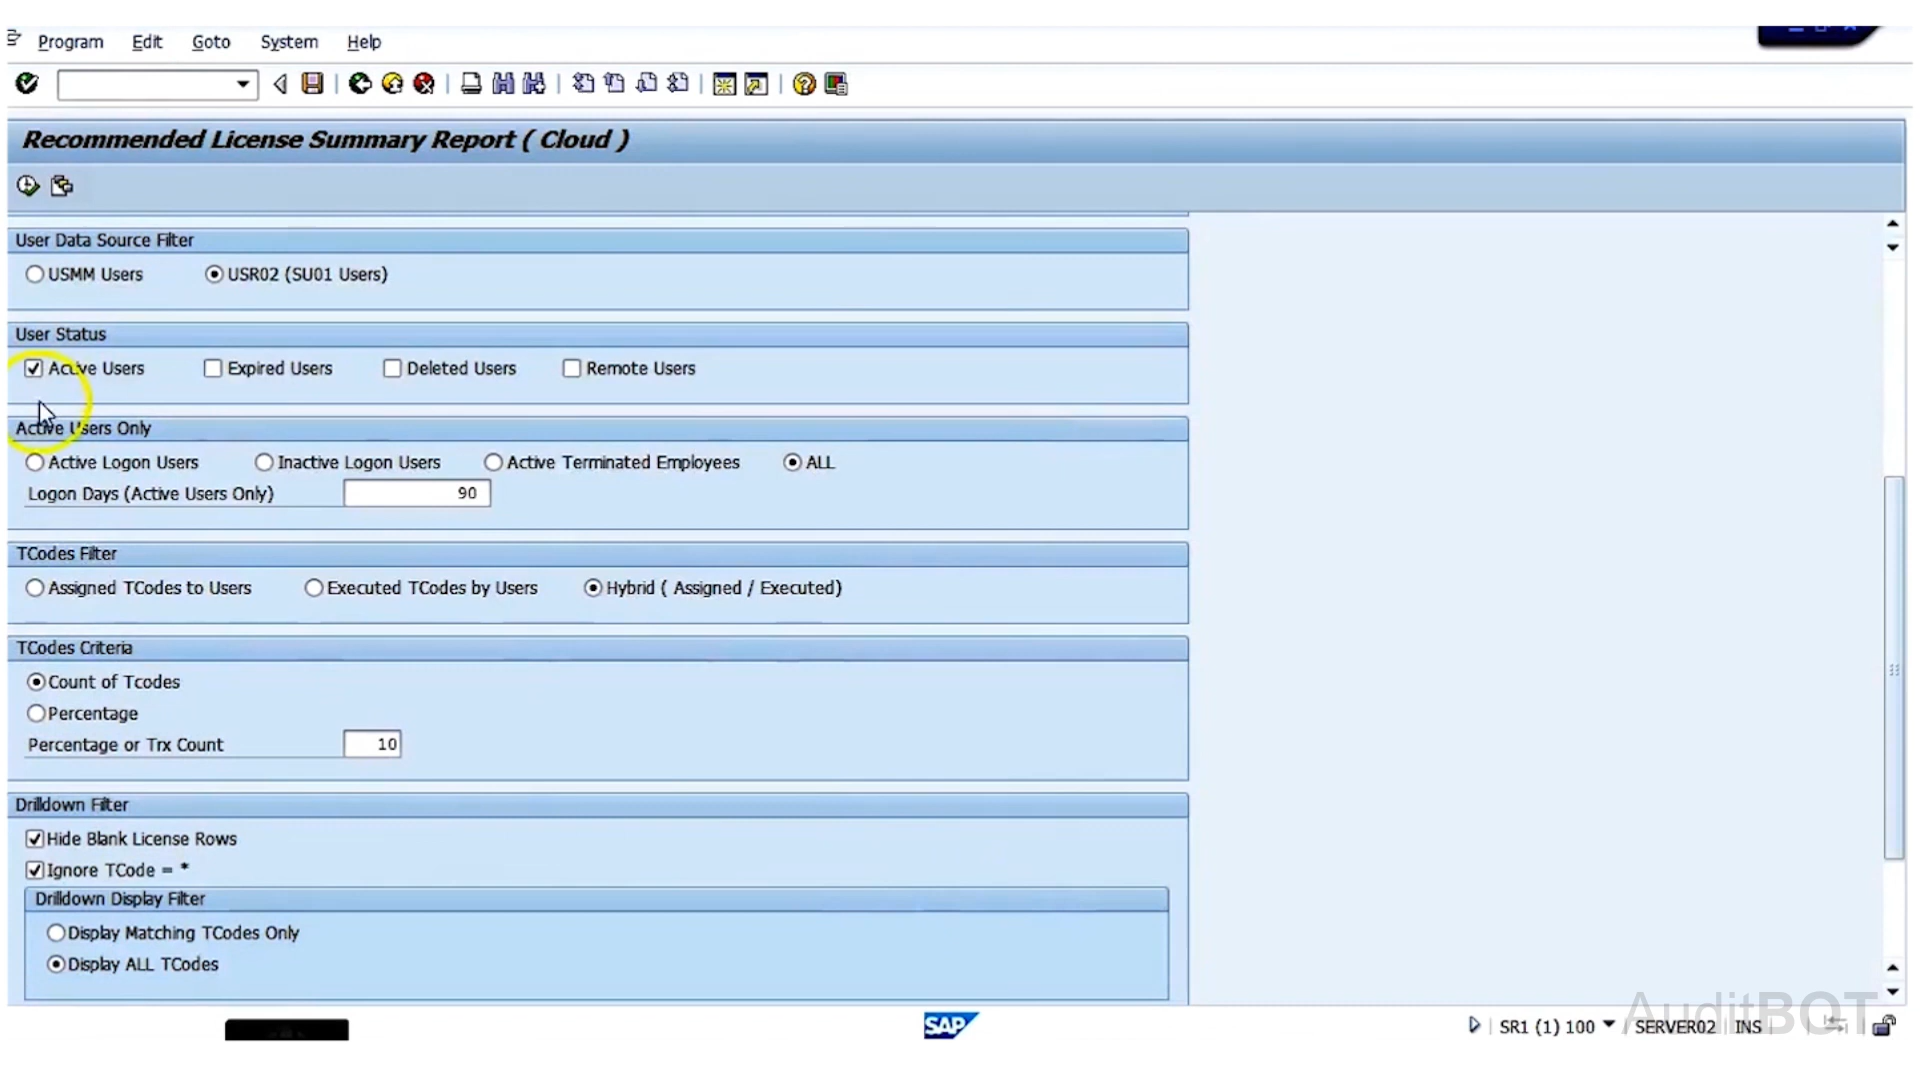 Program Edit Goto System Help
Recommended License Summary Report ( Cloud )
User Data Source Filter
USMM Users USR02 (SU01 Users)
User Status
Active Users Expired Users Deleted Users Remote Users
Active Users Only
Active Logon Users Inactive Logon Users Active Terminated Employees ALL
Logon Days (Active Users Only) 90
TCodes Filter
Assigned TCodes to Users Executed TCodes by Users Hybrid ( Assigned / Executed)
TCodes Criteria
Count of Tcodes
Percentage
Percentage or Trx Count 10
Drilldown Filter
Hide Blank License Rows
Ignore TCode = *
Drilldown Display Filter
Display Matching TCodes Only
Display ALL TCodes
AuditBOT
SAP SR1 (1) 100 SERVER02 INS